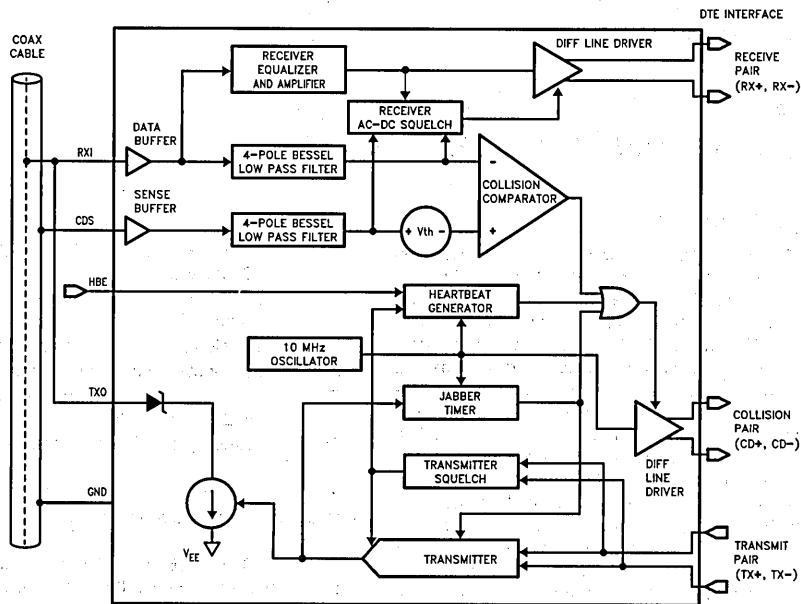 DTE INTERFACE
COAX
CABLE
RECEIVER
EQUALIZER
AND AMPLIFIER
DIFF LINE DRIVER
RECEIVE
PAIR
(RX+, RX-)
RECEIVER
AC-DC SQUELCH
DATA
BUFFER
RXI
4-POLE BESSEL
LOW PASS FILTER
-
COLLISION
COMPARATOR
+
SENSE
BUFFER
CDS
4-POLE BESSEL
LOW PASS FILTER
+ Vth -
HBE
HEARTBEAT
GENERATOR
10 MHz
OSCILLATOR
TXO
JABBER
TIMER
COLLISION
PAIR
(CD+, CD-)
DIFF
LINE
DRIVER
TRANSMITTER
SQUELCH
GND
VEE
TRANSMITTER
TRANSMIT
PAIR
(TX+, TX-)